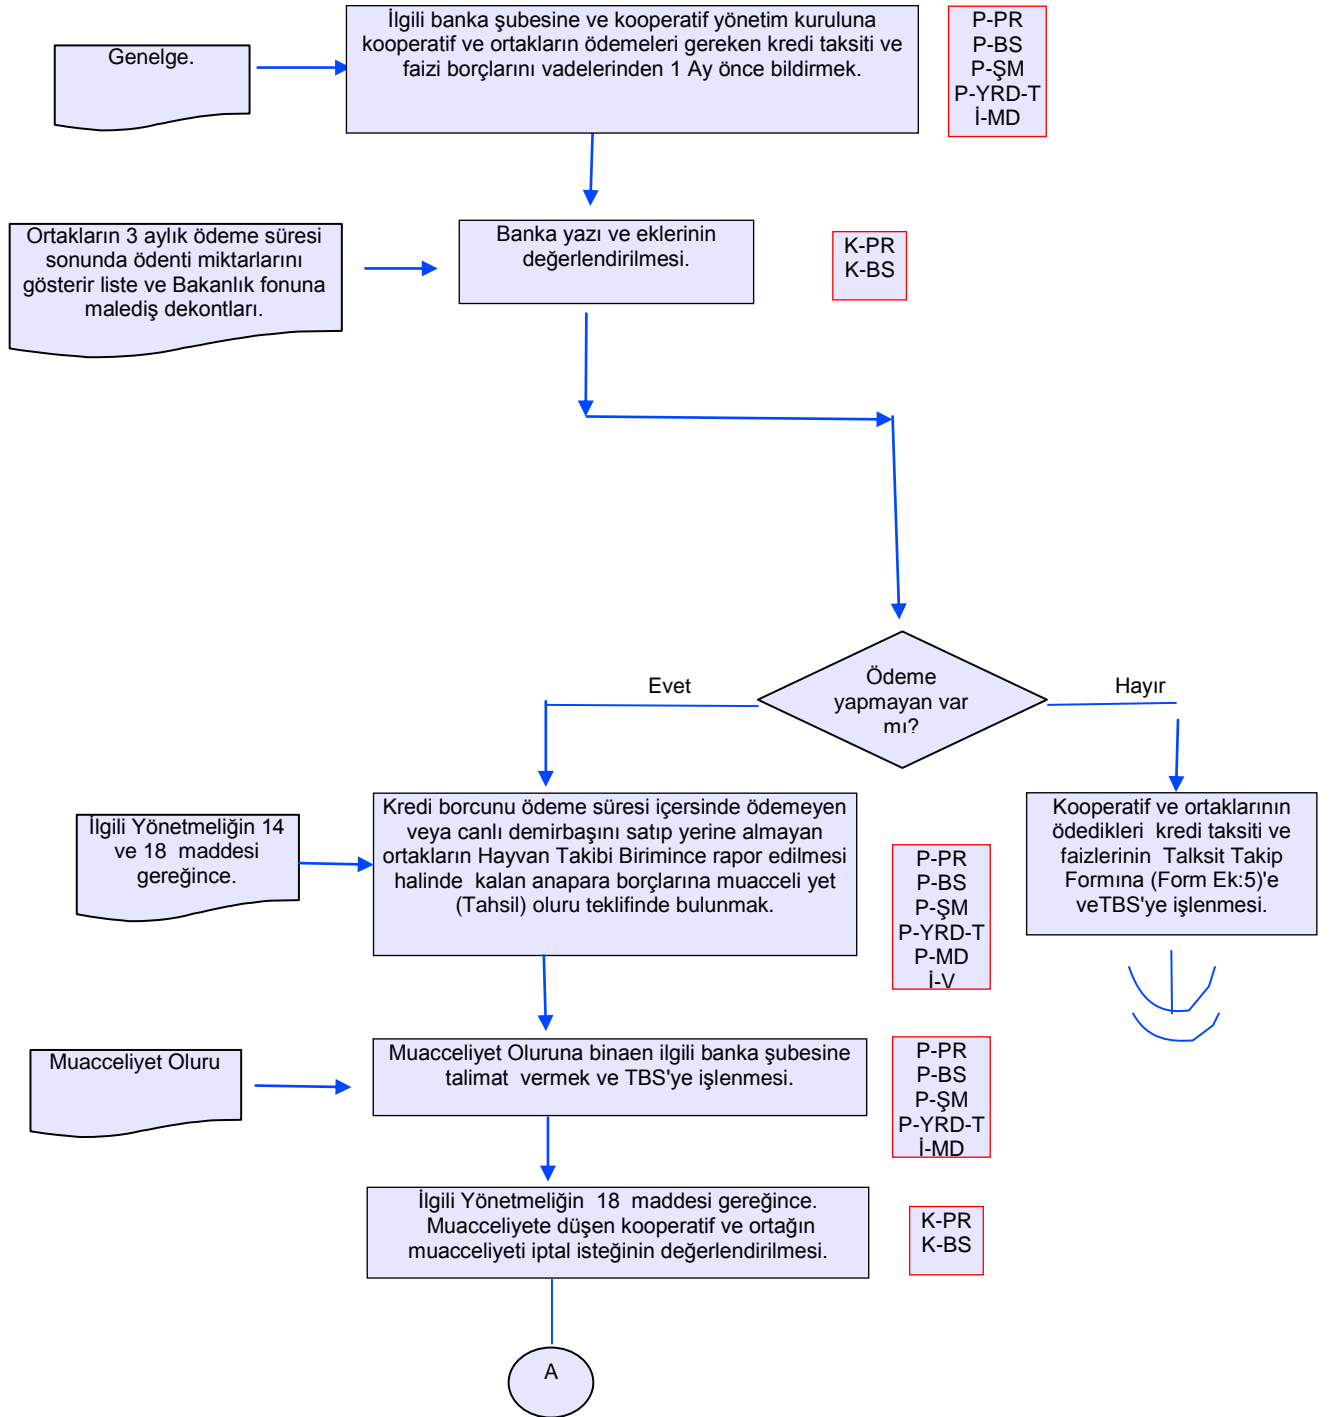 Genelge.
İlgili banka şubesine ve kooperatif yönetim kuruluna
kooperatif ve ortakların ödemeleri gereken kredi taksiti ve
faizi borçlarını vadelerinden 1 Ay önce bildirmek.
P-PR
P-BS
P-ŞM
P-YRD-T
İ-MD
Ortakların 3 aylık ödeme süresi
sonunda ödenti miktarlarını
gösterir liste ve Bakanlık fonuna
malediş dekontları.
Banka yazı ve eklerinin
değerlendirilmesi.
K-PR
K-BS
Ödeme
yapmayan var
mı?
Evet
Hayır
İlgili Yönetmeliğin 14
ve 18  maddesi
gereğince.
Kredi borcunu ödeme süresi içersinde ödemeyen
veya canlı demirbaşını satıp yerine almayan
ortakların Hayvan Takibi Birimince rapor edilmesi
halinde  kalan anapara borçlarına muacceli yet
(Tahsil) oluru teklifinde bulunmak.
P-PR
P-BS
P-ŞM
P-YRD-T
P-MD
İ-V
Kooperatif ve ortaklarının
ödedikleri  kredi taksiti ve
faizlerinin  Talksit Takip
Formına (Form Ek:5)'e
veTBS'ye işlenmesi.
Muacceliyet Oluru
Muacceliyet Oluruna binaen ilgili banka şubesine
talimat  vermek ve TBS'ye işlenmesi.
P-PR
P-BS
P-ŞM
P-YRD-T
İ-MD
İlgili Yönetmeliğin  18  maddesi gereğince.
Muacceliyete düşen kooperatif ve ortağın
muacceliyeti iptal isteğinin değerlendirilmesi.
K-PR
K-BS
A